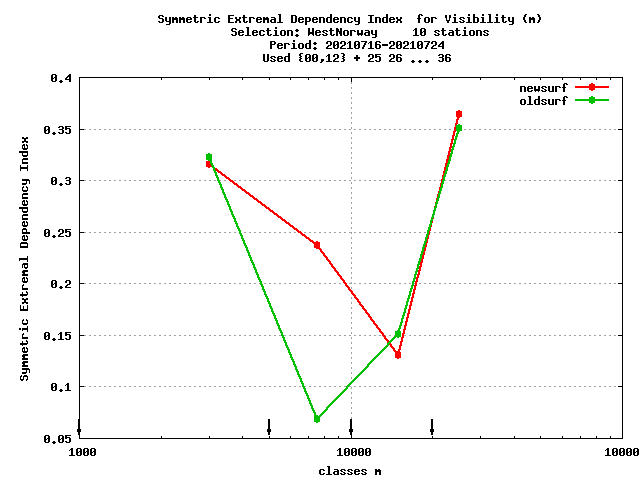 Symmetric Extremal Dependency Index for Visibility (m)
Selection: WestNorway 10 stations
Period: 20210716-20210724
Used {00,12} + 25 26 ... 36
newsurf
oldsurf
Symmetric Extremal Dependency Index
0.4
0.35
0.3
0.25
0.2
0.15
0.1
0.05
1000 10000 10000
classes m